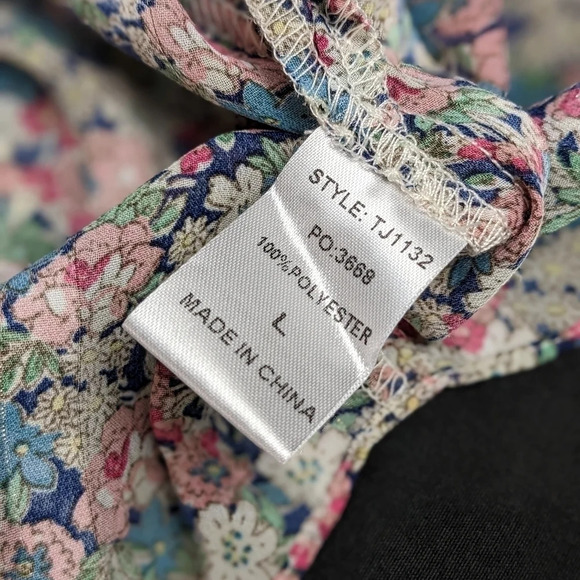 STYLE: TJ1132
PO:3668
100%POLYESTER
L
MADE IN CHINA